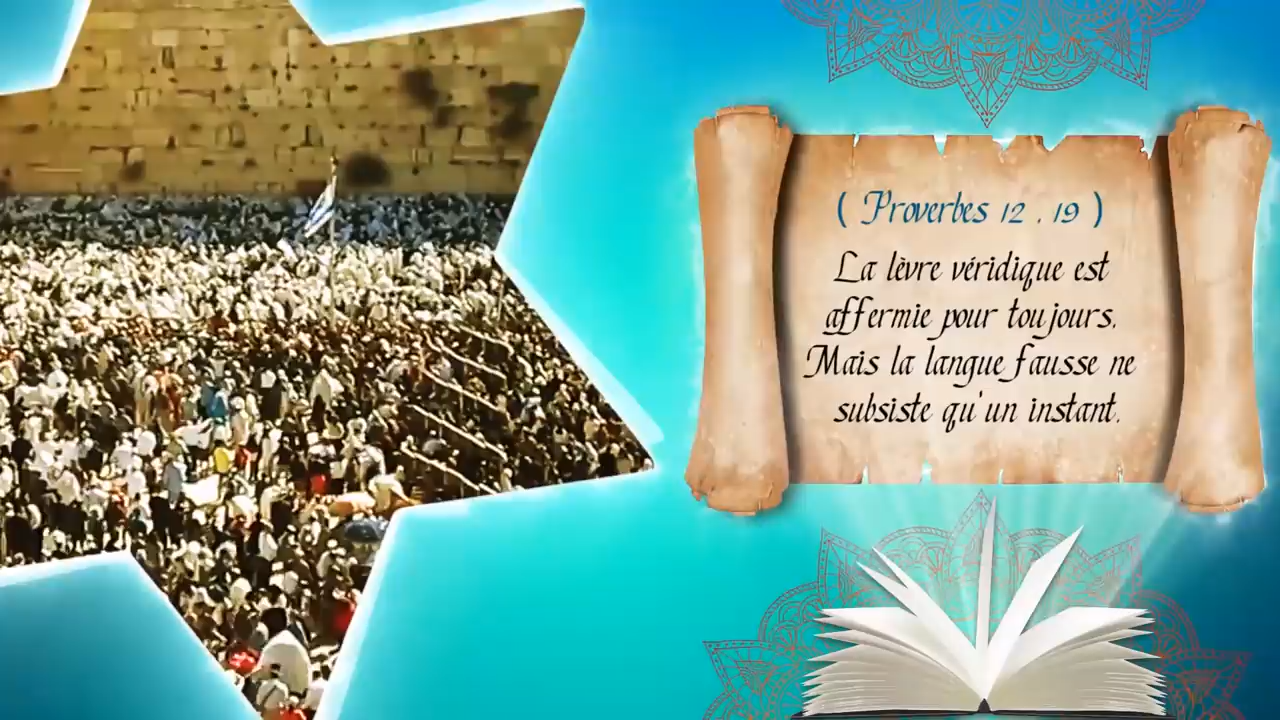 ( Proverbes 12 . 19 )
La lèvre véridique est
affermie pour toujours.
Mais la langue fausse ne
subsiste qu'un instant.